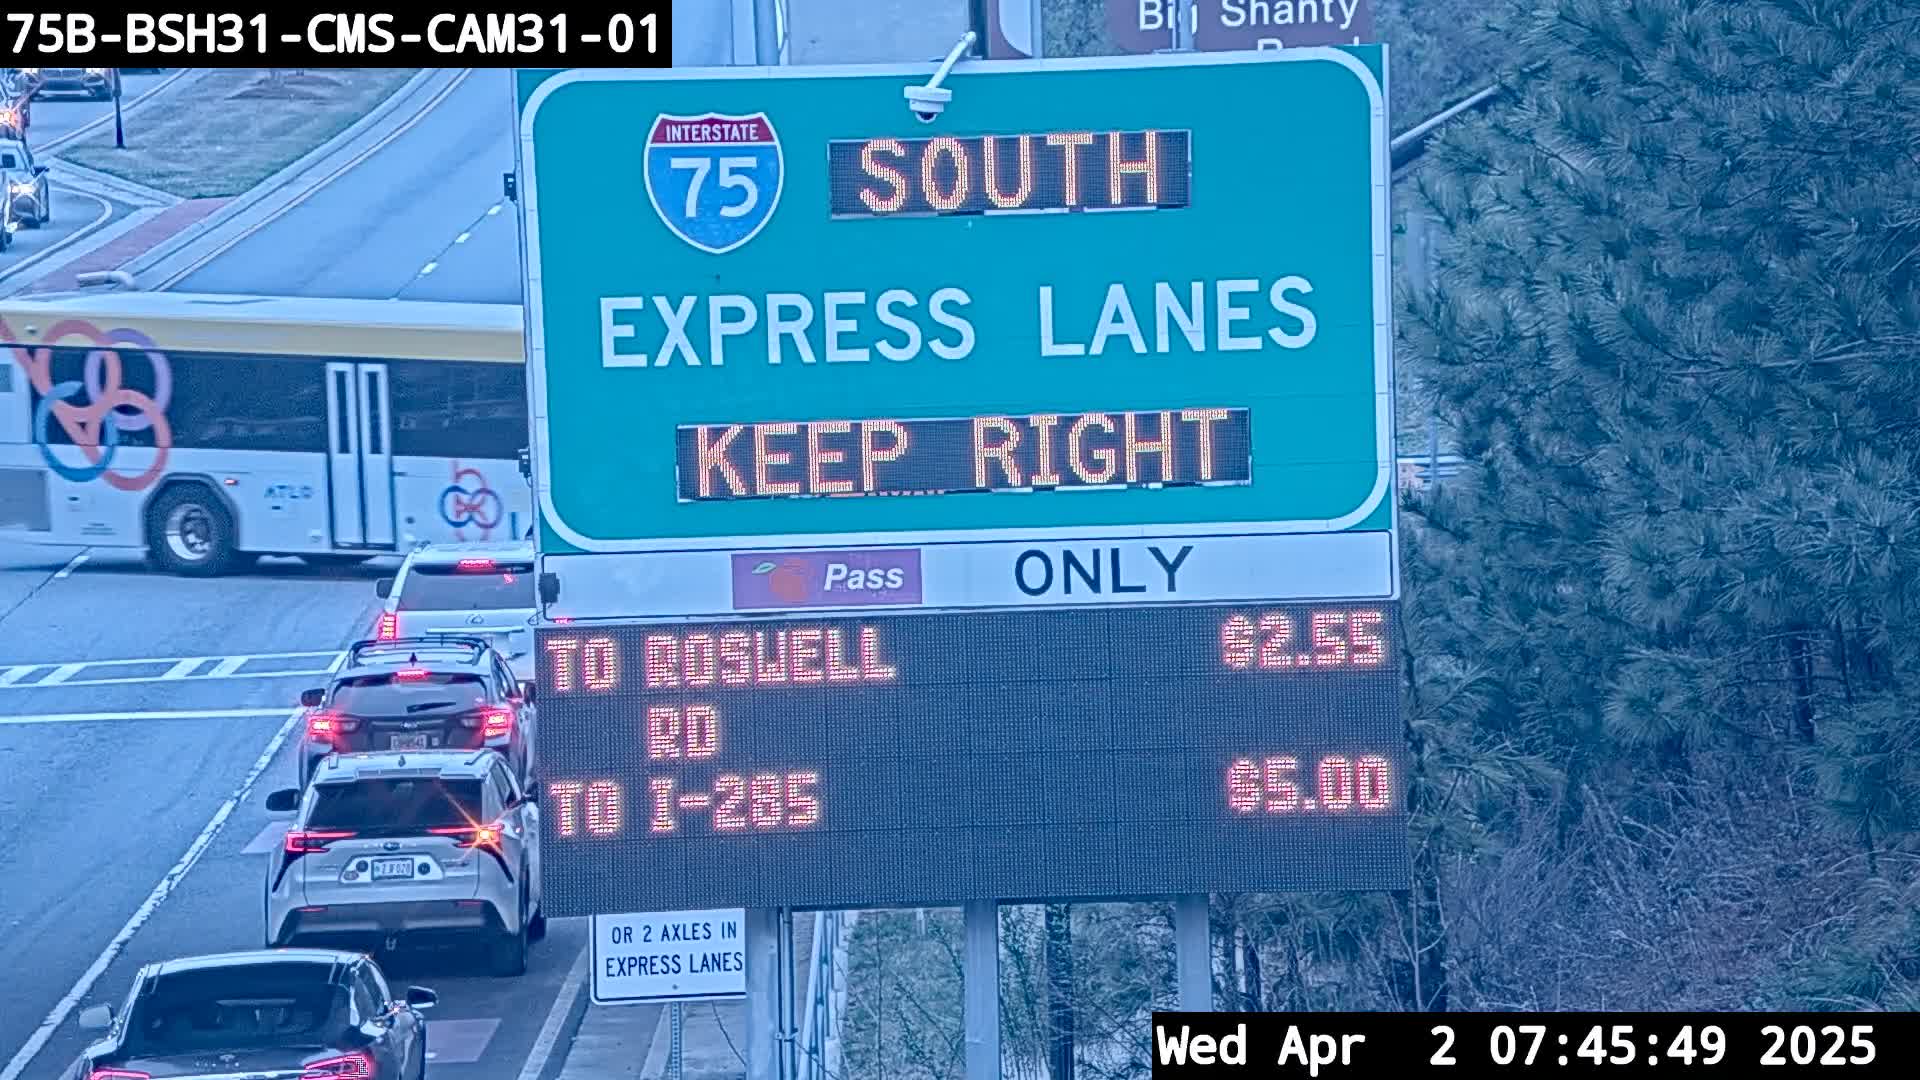 75B-BSH31-CMS-CAM31-01
Big Shanty
INTERSTATE
75
SOUTH
EXPRESS LANES
KEEP RIGHT
Pass
ONLY
TO ROSWELL $2.55
RD
TO I-285 $5.00
OR 2 AXLES IN
EXPRESS LANES
Wed Apr 2 07:45:49 2025